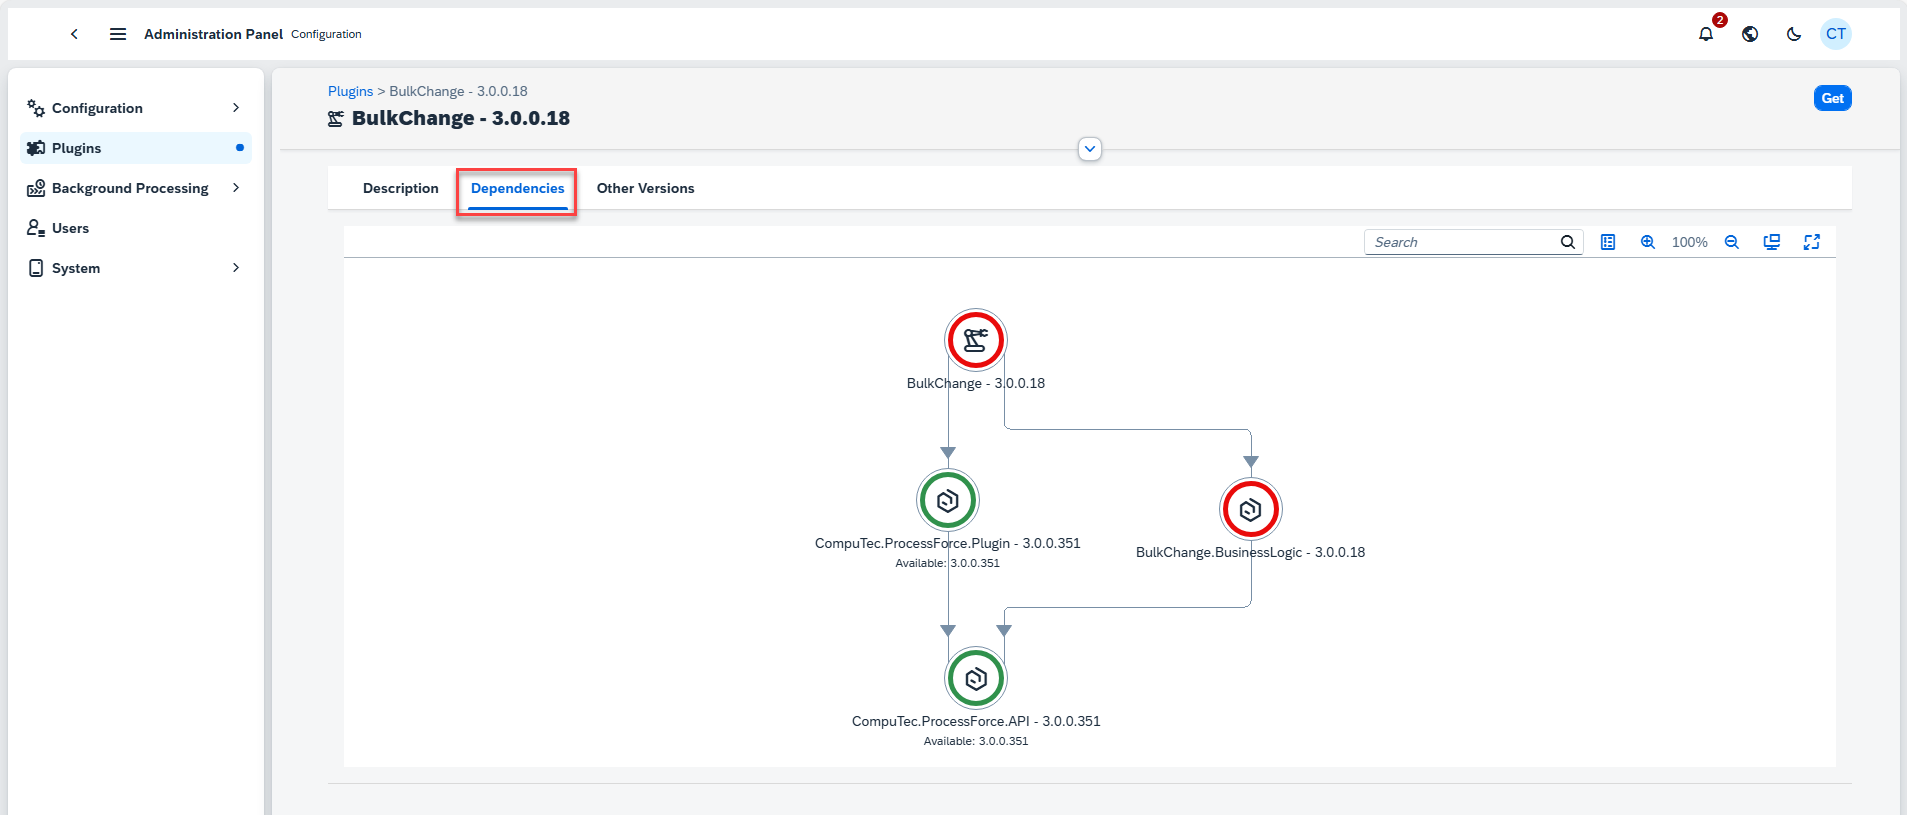 Administration Panel Configuration
2
CT
Configuration
Plugins
Background Processing
Users
System
Plugins > BulkChange - 3.0.0.18
BulkChange - 3.0.0.18
Get
Description Dependencies Other Versions
Search
100%
BulkChange - 3.0.0.18
CompuTec.ProcessForce.Plugin - 3.0.0.351
Available: 3.0.0.351
BulkChange.BusinessLogic - 3.0.0.18
CompuTec.ProcessForce.API - 3.0.0.351
Available: 3.0.0.351